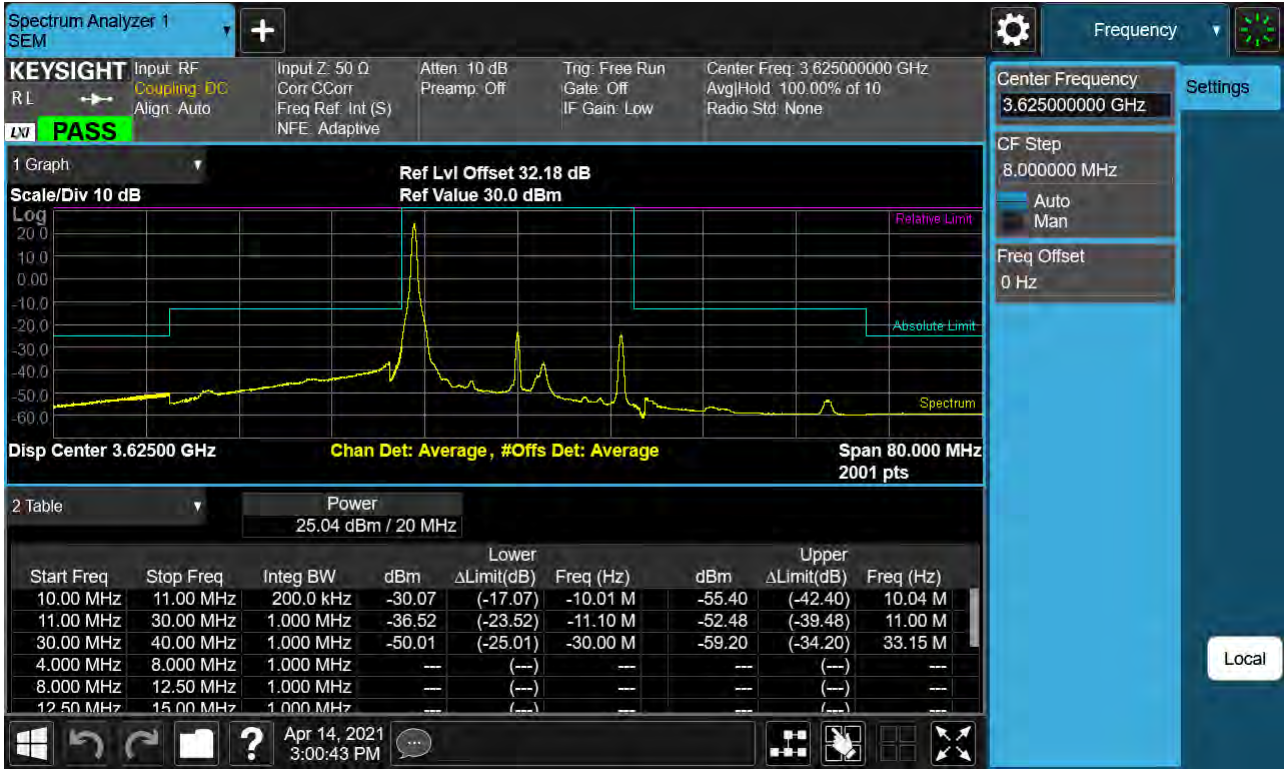 Spectrum Analyzer 1
SEM
Frequency
KEYSIGHT
RL
LXI
PASS
Input: RF
Coupling: DC
Align: Auto
Input Z: 50 Ω
Corr CCorr
Freq Ref: Int (S)
NFE: Adaptive
Atten: 10 dB
Preamp: Off
Trig: Free Run
Gate: Off
IF Gain: Low
Center Freq: 3.625000000 GHz
Avg|Hold: 100.00% of 10
Radio Std: None
Center Frequency
3.625000000 GHz
Settings
CF Step
8.000000 MHz
Auto
Man
Freq Offset
0 Hz
1 Graph
Ref Lvl Offset 32.18 dB
Scale/Div 10 dB
Ref Value 30.0 dBm
Log
Relative Limit
20.0
10.0
0.00
-10.0
-20.0
Absolute Limit
-30.0
-40.0
-50.0
Spectrum
-60.0
Disp Center 3.62500 GHz
Chan Det: Average , #Offs Det: Average
Span 80.000 MHz
2001 pts
2 Table
Power
25.04 dBm / 20 MHz
Lower Upper
Start Freq Stop Freq Integ BW dBm ΔLimit(dB) Freq (Hz) dBm ΔLimit(dB) Freq (Hz)
10.00 MHz 11.00 MHz 200.0 kHz -30.07 (-17.07) -10.01 M -55.40 (-42.40) 10.04 M
11.00 MHz 30.00 MHz 1.000 MHz -36.52 (-23.52) -11.10 M -52.48 (-39.48) 11.00 M
30.00 MHz 40.00 MHz 1.000 MHz -50.01 (-25.01) -30.00 M -59.20 (-34.20) 33.15 M
4.000 MHz 8.000 MHz 1.000 MHz --- (---) --- --- (---) ---
8.000 MHz 12.50 MHz 1.000 MHz --- (---) --- --- (---) ---
12.50 MHz 15.00 MHz 1.000 MHz --- (---) --- --- (---) ---
Local
?
Apr 14, 2021
3:00:43 PM